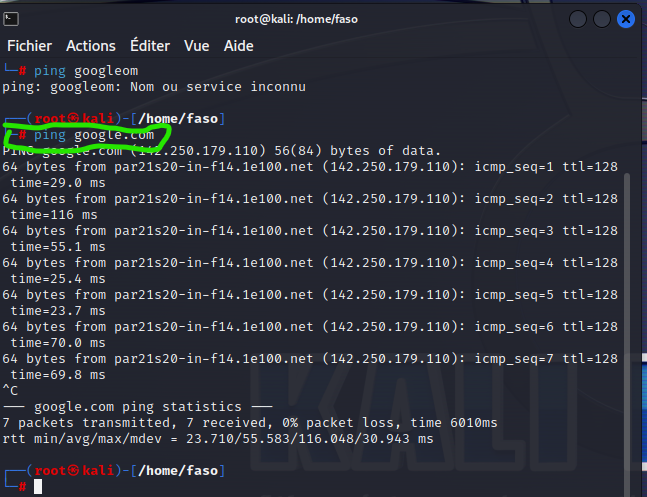 root@kali: /home/faso
Fichier Actions Éditer Vue Aide
└─# ping googleom
ping: googleom: Nom ou service inconnu
┌──(root㉿kali)-[/home/faso]
└─# ping google.com
PING google.com (142.250.179.110) 56(84) bytes of data.
64 bytes from par21s20-in-f14.1e100.net (142.250.179.110): icmp_seq=1 ttl=128
time=29.0 ms
64 bytes from par21s20-in-f14.1e100.net (142.250.179.110): icmp_seq=2 ttl=128
time=116 ms
64 bytes from par21s20-in-f14.1e100.net (142.250.179.110): icmp_seq=3 ttl=128
time=55.1 ms
64 bytes from par21s20-in-f14.1e100.net (142.250.179.110): icmp_seq=4 ttl=128
time=25.4 ms
64 bytes from par21s20-in-f14.1e100.net (142.250.179.110): icmp_seq=5 ttl=128
time=23.7 ms
64 bytes from par21s20-in-f14.1e100.net (142.250.179.110): icmp_seq=6 ttl=128
time=70.0 ms
64 bytes from par21s20-in-f14.1e100.net (142.250.179.110): icmp_seq=7 ttl=128
time=69.8 ms
^C
--- google.com ping statistics ---
7 packets transmitted, 7 received, 0% packet loss, time 6010ms
rtt min/avg/max/mdev = 23.710/55.583/116.048/30.943 ms
KALI
┌──(root㉿kali)-[/home/faso]
└─#